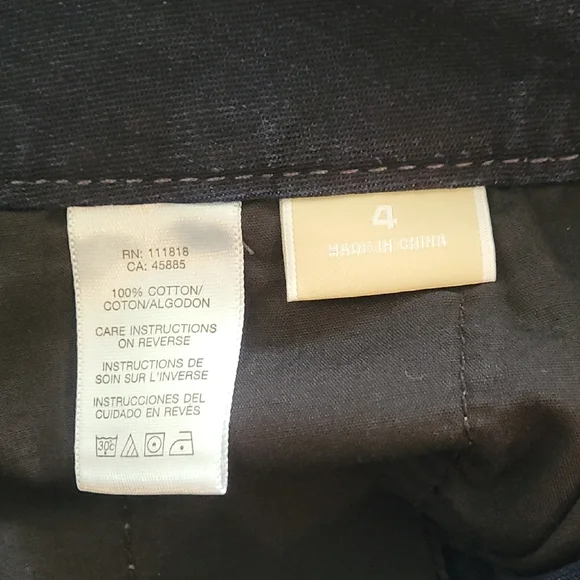 RN: 111818
CA: 45885
100% COTTON/
COTON/ALGODON
CARE INSTRUCTIONS
ON REVERSE
INSTRUCTIONS DE
SOIN SUR L'INVERSE
INSTRUCCIONES DEL
CUIDADO EN REVÉS
30c
4
MADE IN CHINA